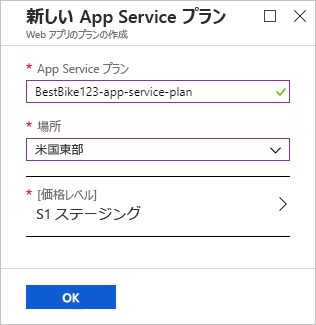 新しい App Service プラン
Web アプリのプランの作成
* App Service プラン
BestBike123-app-service-plan
* 場所
米国東部
* [価格レベル]
S1 ステージング
OK